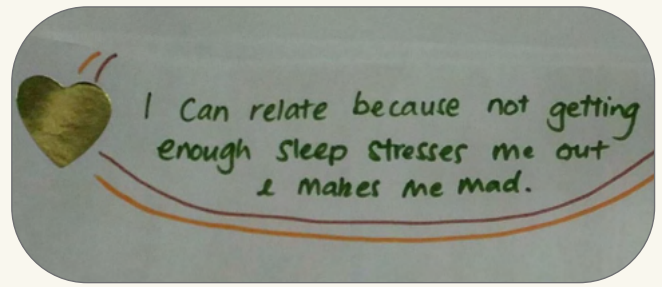 I can relate because not getting
enough sleep stresses me out
& makes me mad.